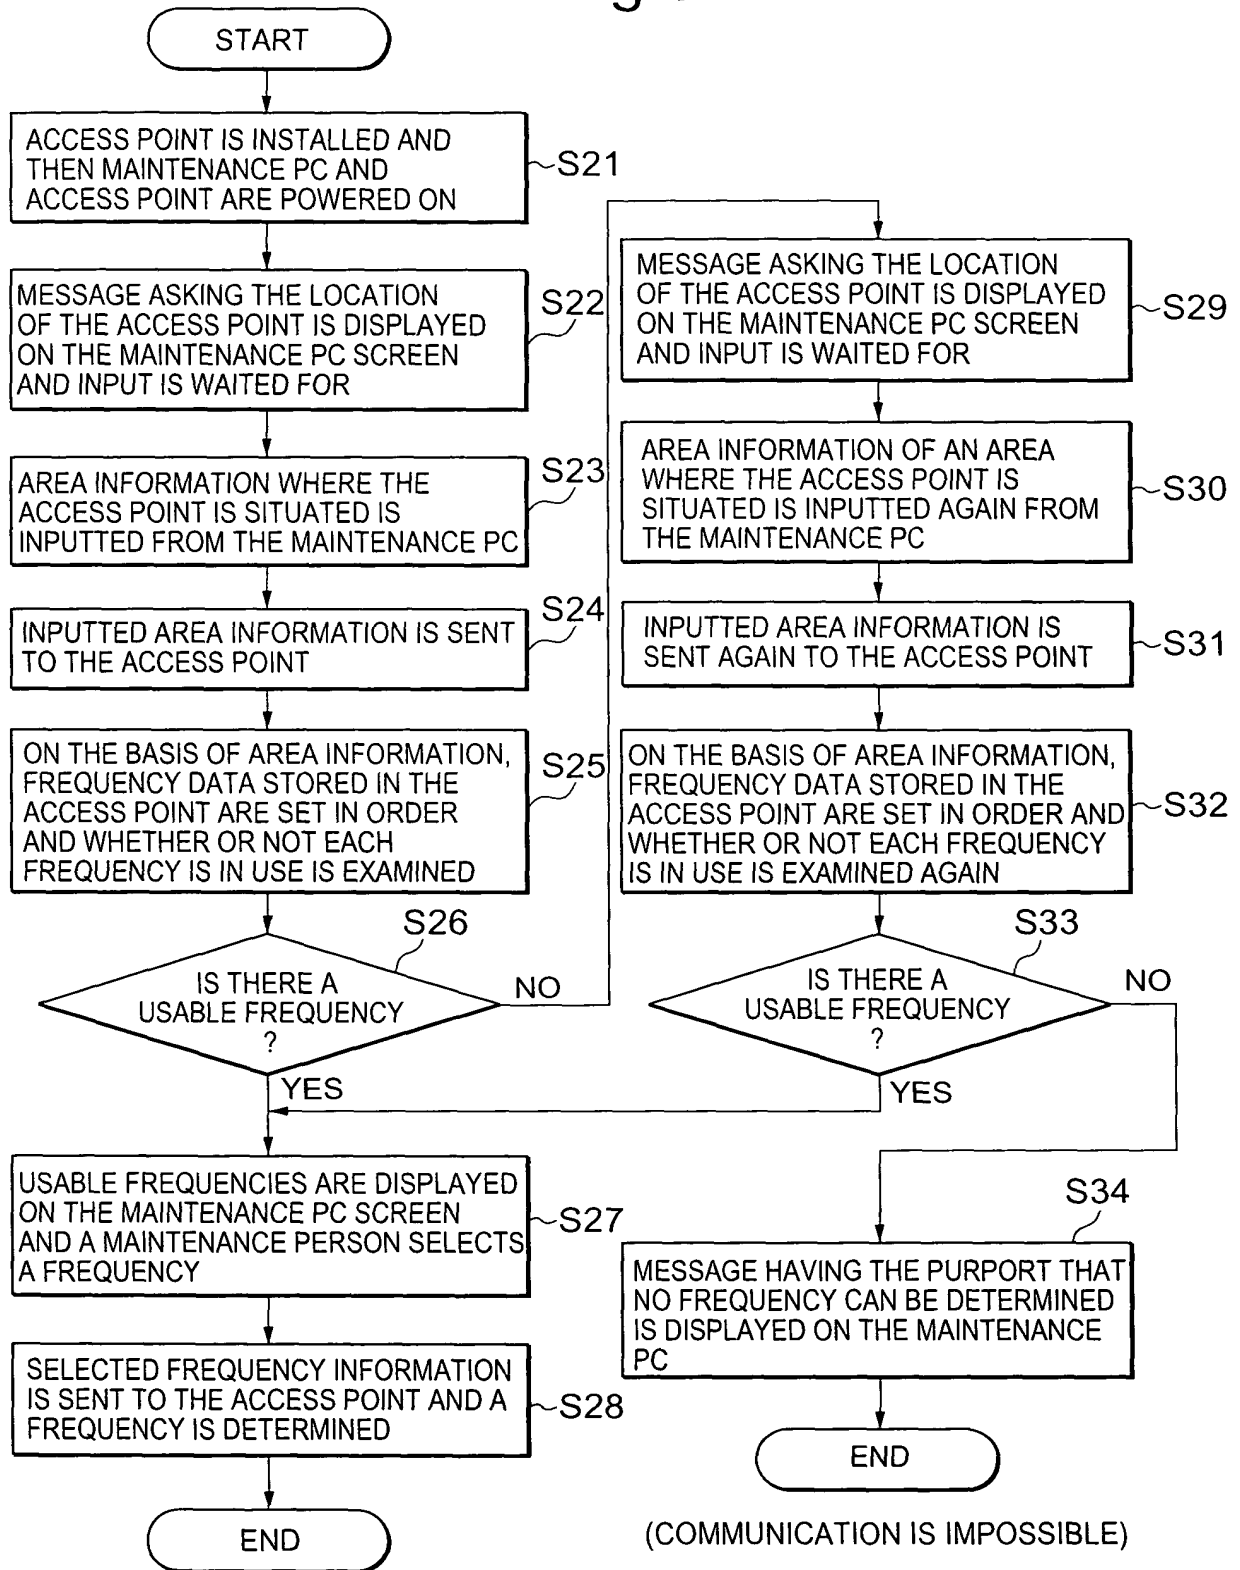 START
ACCESS POINT IS INSTALLED AND
THEN MAINTENANCE PC AND
ACCESS POINT ARE POWERED ON
S21
MESSAGE ASKING THE LOCATION
OF THE ACCESS POINT IS DISPLAYED
ON THE MAINTENANCE PC SCREEN
AND INPUT IS WAITED FOR
S22
AREA INFORMATION WHERE THE
ACCESS POINT IS SITUATED IS
INPUTTED FROM THE MAINTENANCE PC
S23
INPUTTED AREA INFORMATION IS SENT
TO THE ACCESS POINT
S24
ON THE BASIS OF AREA INFORMATION,
FREQUENCY DATA STORED IN THE
ACCESS POINT ARE SET IN ORDER
AND WHETHER OR NOT EACH
FREQUENCY IS IN USE IS EXAMINED
S25
S26
IS THERE A
USABLE FREQUENCY
?
NO
YES
USABLE FREQUENCIES ARE DISPLAYED
ON THE MAINTENANCE PC SCREEN
AND A MAINTENANCE PERSON SELECTS
A FREQUENCY
S27
SELECTED FREQUENCY INFORMATION
IS SENT TO THE ACCESS POINT AND A
FREQUENCY IS DETERMINED
S28
END
MESSAGE ASKING THE LOCATION
OF THE ACCESS POINT IS DISPLAYED
ON THE MAINTENANCE PC SCREEN
AND INPUT IS WAITED FOR
S29
AREA INFORMATION OF AN AREA
WHERE THE ACCESS POINT IS
SITUATED IS INPUTTED AGAIN FROM
THE MAINTENANCE PC
S30
INPUTTED AREA INFORMATION IS
SENT AGAIN TO THE ACCESS POINT
S31
ON THE BASIS OF AREA INFORMATION,
FREQUENCY DATA STORED IN THE
ACCESS POINT ARE SET IN ORDER AND
WHETHER OR NOT EACH FREQUENCY
IS IN USE IS EXAMINED AGAIN
S32
S33
IS THERE A
USABLE FREQUENCY
?
NO
YES
S34
MESSAGE HAVING THE PURPORT THAT
NO FREQUENCY CAN BE DETERMINED
IS DISPLAYED ON THE MAINTENANCE
PC
END
(COMMUNICATION IS IMPOSSIBLE)